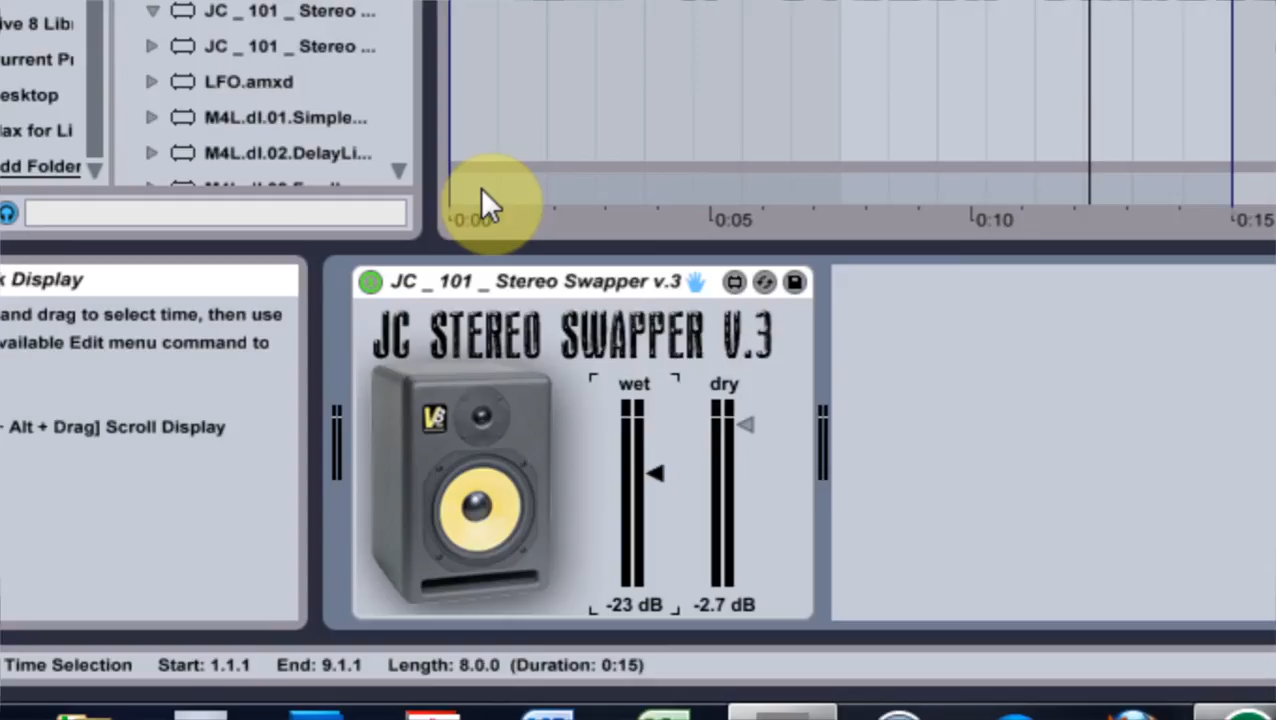 ive 8 Lib
urrent Pr
esktop
lax for Li
dd Folder
JC _ 101 _ Stereo ...
JC _ 101 _ Stereo ...
LFO.amxd
M4L.dl.01.Simple...
M4L.dl.02.DelayLi...
0:00
0:05
0:10
0:15
k Display
and drag to select time, then use
vailable Edit menu command to
- Alt + Drag] Scroll Display
JC _ 101 _ Stereo Swapper v.3
JC STEREO SWAPPER V.3
wet dry
-23 dB -2.7 dB
Time Selection Start: 1.1.1 End: 9.1.1 Length: 8.0.0 (Duration: 0:15)